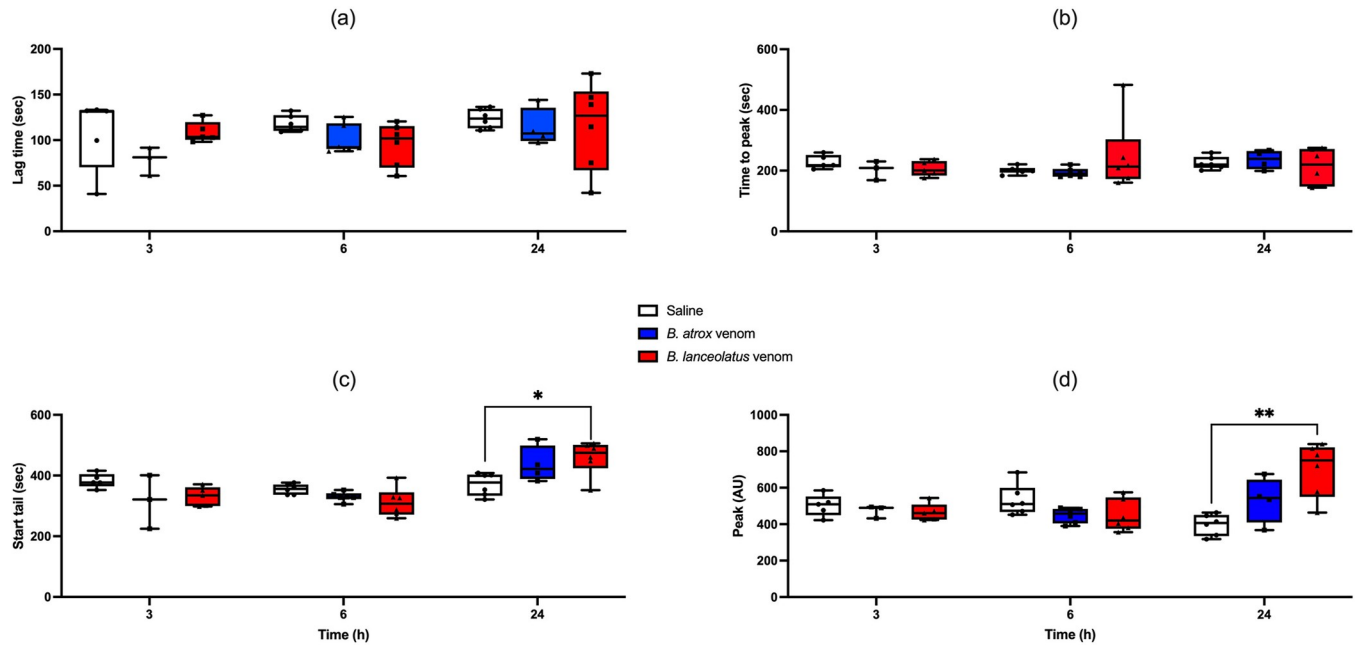 (a)
Lag time (sec)
200
150
100
50
0
3
6
24
(b)
Time to peak (sec)
600
400
200
0
3
6
24
Saline
B. atrox venom
B. lanceolatus venom
(c)
Start tail (sec)
600
400
200
0
*
3
6
24
Time (h)
(d)
Peak (AU)
1000
800
600
400
200
0
**
3
6
24
Time (h)